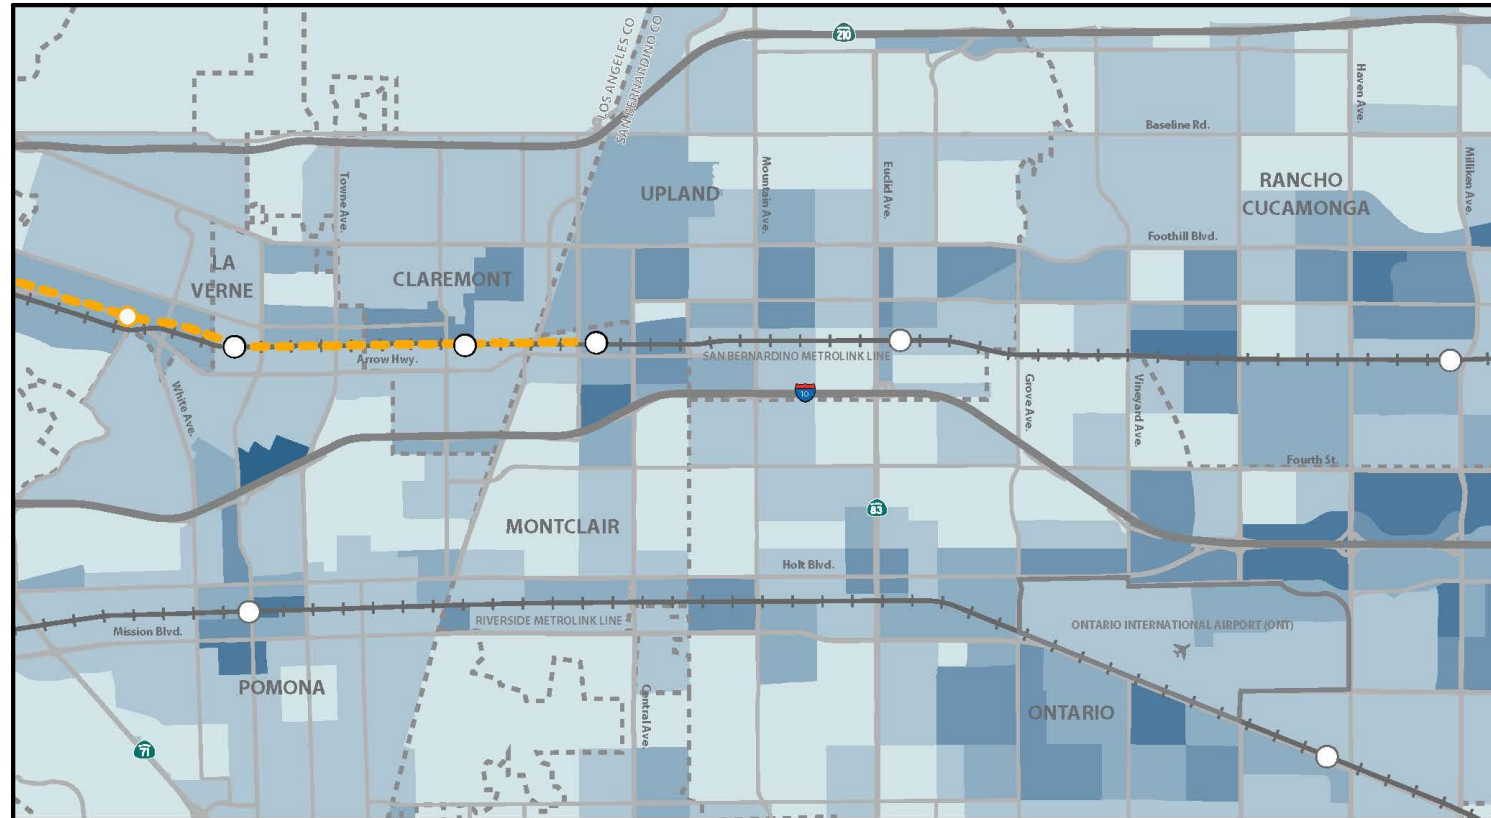 210
LOS ANGELES CO
SAN BERNARDINO CO
Haven Ave.
Baseline Rd.
Milliken Ave.
Towne Ave.
Mountain Ave.
Euclid Ave.
UPLAND
RANCHO
CUCAMONGA
Foothill Blvd.
LA
VERNE
CLAREMONT
Arrow Hwy.
SAN BERNARDINO METROLINK LINE
10
White Ave.
Grove Ave.
Vineyard Ave.
Fourth St.
83
MONTCLAIR
Holt Blvd.
Mission Blvd.
RIVERSIDE METROLINK LINE
ONTARIO INTERNATIONAL AIRPORT (ONT)
POMONA
Central Ave.
ONTARIO
71